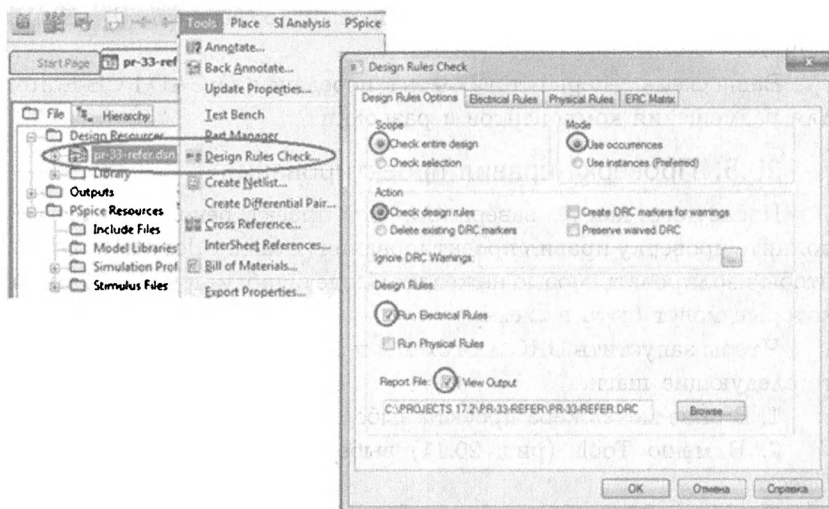 Tools Place SI Analysis PSpice
Start Page pr-33-ref
File Hierarchy
Design Resources
pr-33-refer.dsn
Library
Outputs
PSpice Resources
Include Files
Model Libraries
Simulation Prof
Stimulus Files
Annotate...
Back Annotate...
Update Properties...
Test Bench
Part Manager
Design Rules Check...
Create Netlist...
Create Differential Pair...
Cross Reference...
InterSheet References...
Bill of Materials...
Export Properties...
Design Rules Check
Design Rules Options Electrical Rules Physical Rules ERC Matrix
Scope
Check entire design
Check selection
Mode
Use occurrences
Use instances (Preferred)
Action
Check design rules
Delete existing DRC markers
Create DRC markers for warnings
Preserve waived DRC
Ignore DRC Warnings:
...
Design Rules
Run Electrical Rules
Run Physical Rules
Report File: View Output
C:\PROJECTS 17.2\PR-33-REFER\PR-33-REFER.DRC
Browse...
OK Отмена Справка